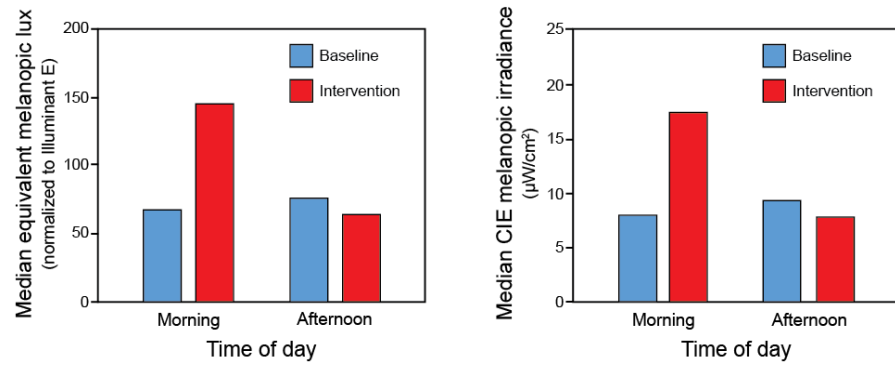 Median equivalent melanopic lux
(normalized to Illuminant E)
200
150
100
50
0
Baseline
Intervention
Morning
Afternoon
Time of day
Median CIE melanopic irradiance
(µW/cm²)
25
20
15
10
5
0
Baseline
Intervention
Morning
Afternoon
Time of day